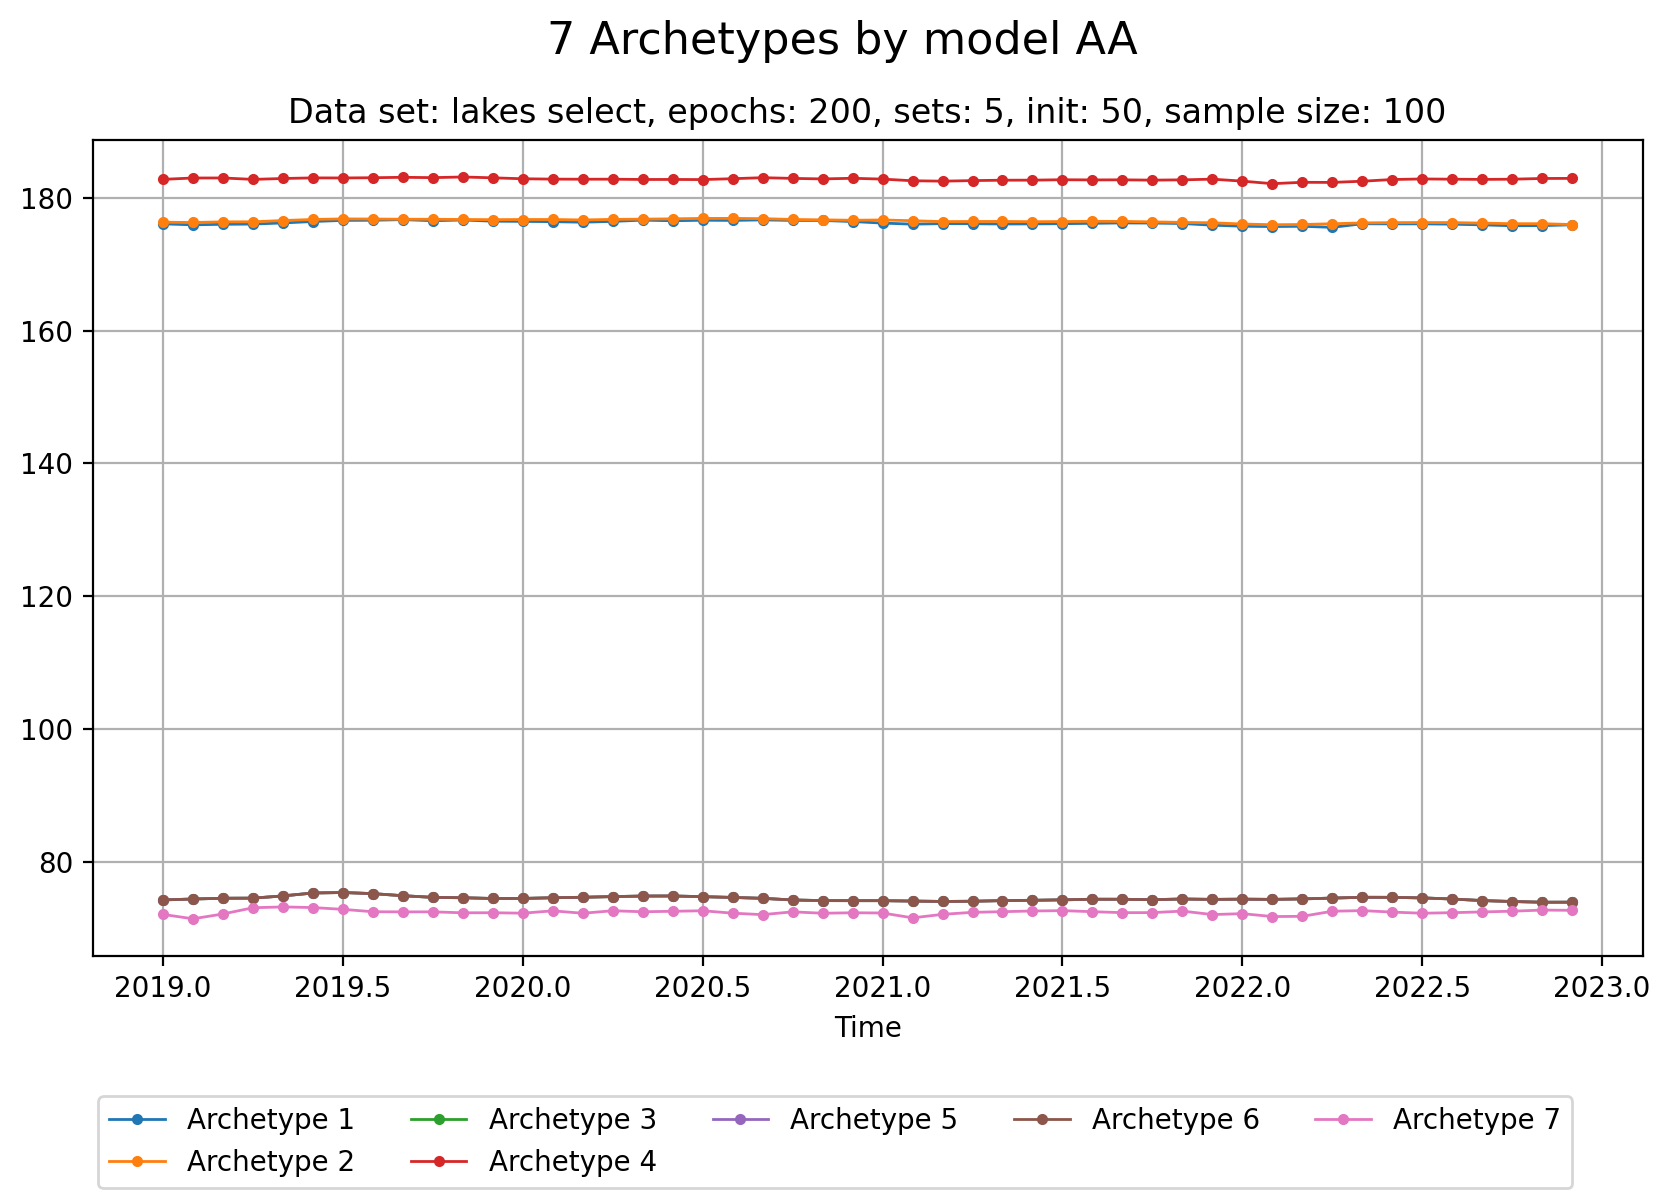 7 Archetypes by model AA
Data set: lakes select, epochs: 200, sets: 5, init: 50, sample size: 100
180
160
140
120
100
80
2019.0 2019.5 2020.0 2020.5 2021.0 2021.5 2022.0 2022.5 2023.0
Time
Archetype 1 Archetype 3 Archetype 5 Archetype 6 Archetype 7
Archetype 2 Archetype 4